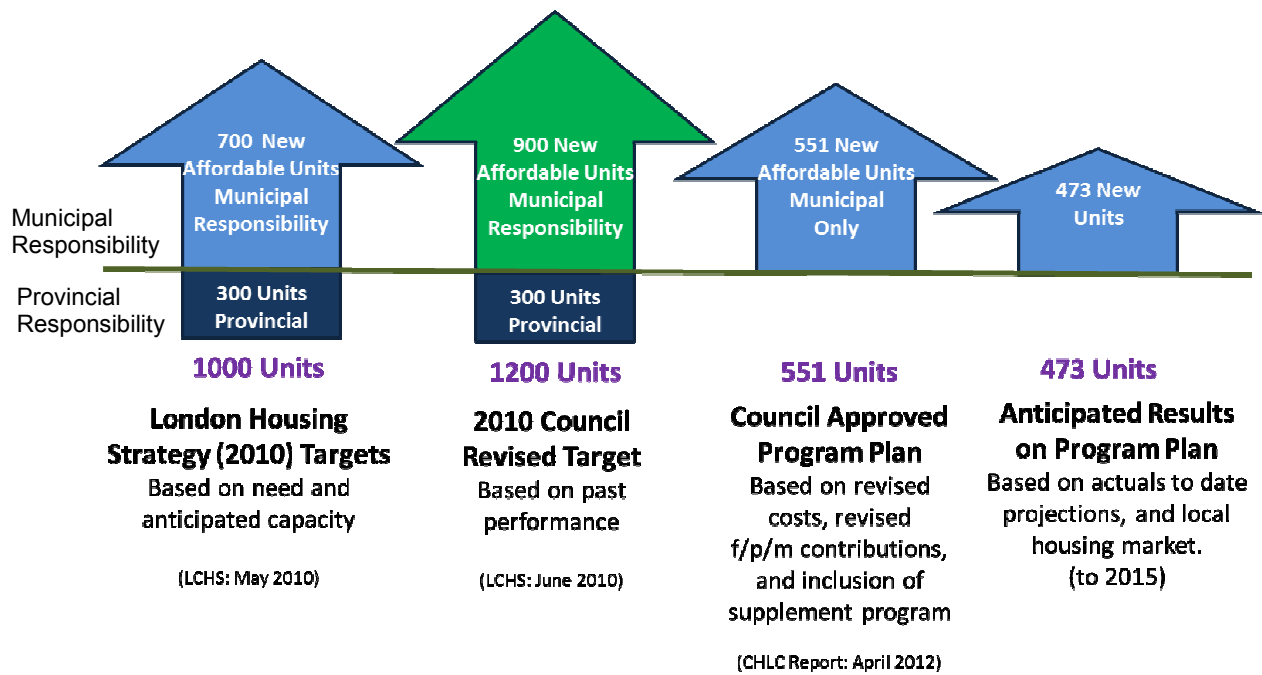 Municipal
Responsibility
Provincial
Responsibility
700 New
Affordable Units
Municipal
Responsibility
300 Units
Provincial
1000 Units
London Housing
Strategy (2010) Targets
Based on need and
anticipated capacity
(LCHS: May 2010)
900 New
Affordable Units
Municipal
Responsibility
300 Units
Provincial
1200 Units
2010 Council
Revised Target
Based on past
performance
(LCHS: June 2010)
551 New
Affordable Units
Municipal
Only
551 Units
Council Approved
Program Plan
Based on revised
costs, revised
f/p/m contributions,
and inclusion of
supplement program
(CHLC Report: April 2012)
473 New
Units
473 Units
Anticipated Results
on Program Plan
Based on actuals to date
projections, and local
housing market.
(to 2015)